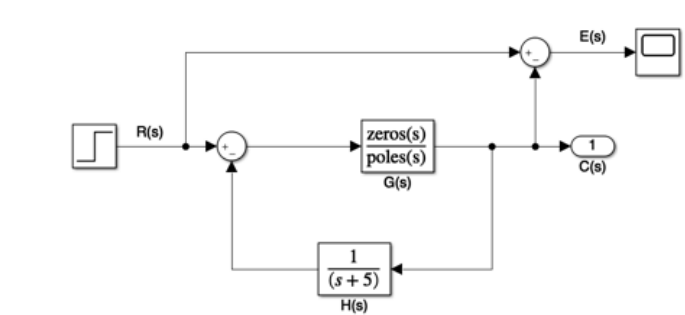 E(s)
R(s)
+
−
+
−
zeros(s)
poles(s)
G(s)
1
C(s)
1
(s + 5)
H(s)